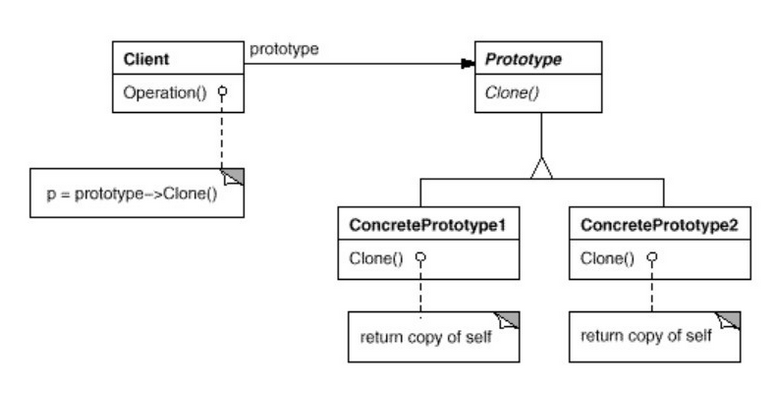 Client
prototype
Prototype
Operation()
Clone()
p = prototype–>Clone()
ConcretePrototype1
ConcretePrototype2
Clone()
Clone()
return copy of self
return copy of self